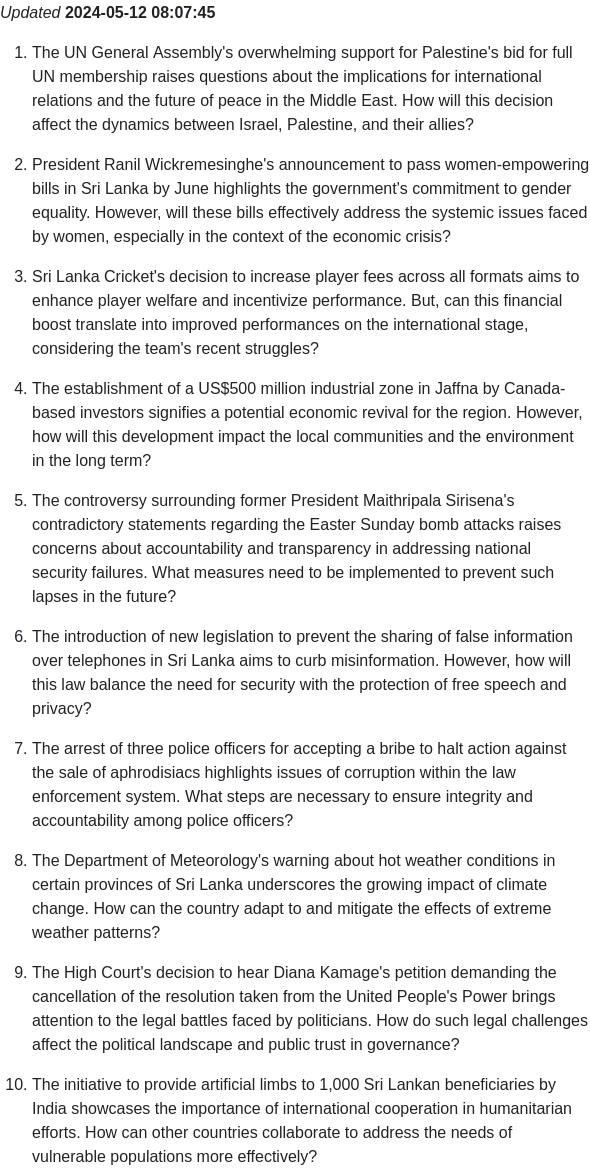 Updated 2024-05-12 08:07:45
1. The UN General Assembly's overwhelming support for Palestine's bid for full
UN membership raises questions about the implications for international
relations and the future of peace in the Middle East. How will this decision
affect the dynamics between Israel, Palestine, and their allies?
2. President Ranil Wickremesinghe's announcement to pass women-empowering
bills in Sri Lanka by June highlights the government's commitment to gender
equality. However, will these bills effectively address the systemic issues faced
by women, especially in the context of the economic crisis?
3. Sri Lanka Cricket's decision to increase player fees across all formats aims to
enhance player welfare and incentivize performance. But, can this financial
boost translate into improved performances on the international stage,
considering the team's recent struggles?
4. The establishment of a US$500 million industrial zone in Jaffna by Canada-
based investors signifies a potential economic revival for the region. However,
how will this development impact the local communities and the environment
in the long term?
5. The controversy surrounding former President Maithripala Sirisena's
contradictory statements regarding the Easter Sunday bomb attacks raises
concerns about accountability and transparency in addressing national
security failures. What measures need to be implemented to prevent such
lapses in the future?
6. The introduction of new legislation to prevent the sharing of false information
over telephones in Sri Lanka aims to curb misinformation. However, how will
this law balance the need for security with the protection of free speech and
privacy?
7. The arrest of three police officers for accepting a bribe to halt action against
the sale of aphrodisiacs highlights issues of corruption within the law
enforcement system. What steps are necessary to ensure integrity and
accountability among police officers?
8. The Department of Meteorology's warning about hot weather conditions in
certain provinces of Sri Lanka underscores the growing impact of climate
change. How can the country adapt to and mitigate the effects of extreme
weather patterns?
9. The High Court's decision to hear Diana Kamage's petition demanding the
cancellation of the resolution taken from the United People's Power brings
attention to the legal battles faced by politicians. How do such legal challenges
affect the political landscape and public trust in governance?
10. The initiative to provide artificial limbs to 1,000 Sri Lankan beneficiaries by
India showcases the importance of international cooperation in humanitarian
efforts. How can other countries collaborate to address the needs of
vulnerable populations more effectively?